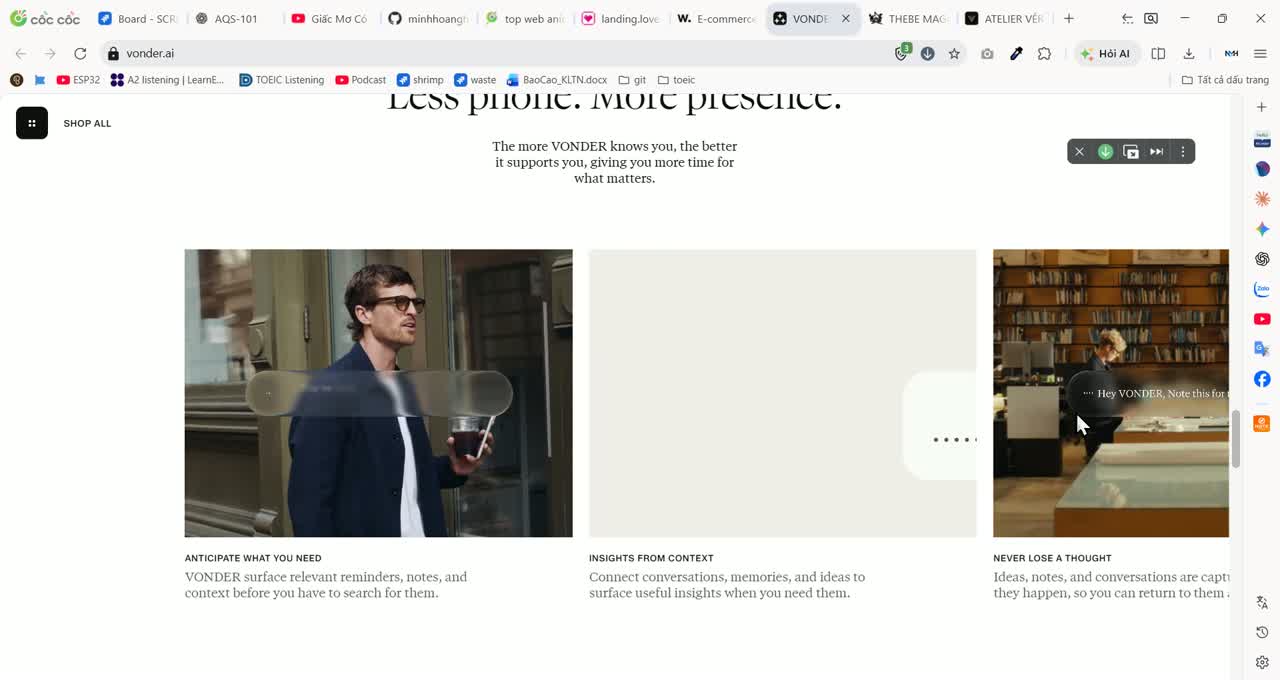 cốc cốc
Board - SCR
AQS-101
Giấc Mơ Có
minhhoangh
top web ani
landing.love
E-commerce
VONDE
THEBE MAG
ATELIER VÉR
vonder.ai
3
Hỏi AI
ESP32
A2 listening | LearnE...
TOEIC Listening
Podcast
shrimp
waste
BaoCao_KLTN.docx
git
toeic
Tất cả dấu trang
SHOP ALL
Less phone. More presence.
The more VONDER knows you, the better
it supports you, giving you more time for
what matters.
Hey VONDER, Note this for
ANTICIPATE WHAT YOU NEED
VONDER surface relevant reminders, notes, and
context before you have to search for them.
INSIGHTS FROM CONTEXT
Connect conversations, memories, and ideas to
surface useful insights when you need them.
NEVER LOSE A THOUGHT
Ideas, notes, and conversations are captu
they happen, so you can return to them
Zalo